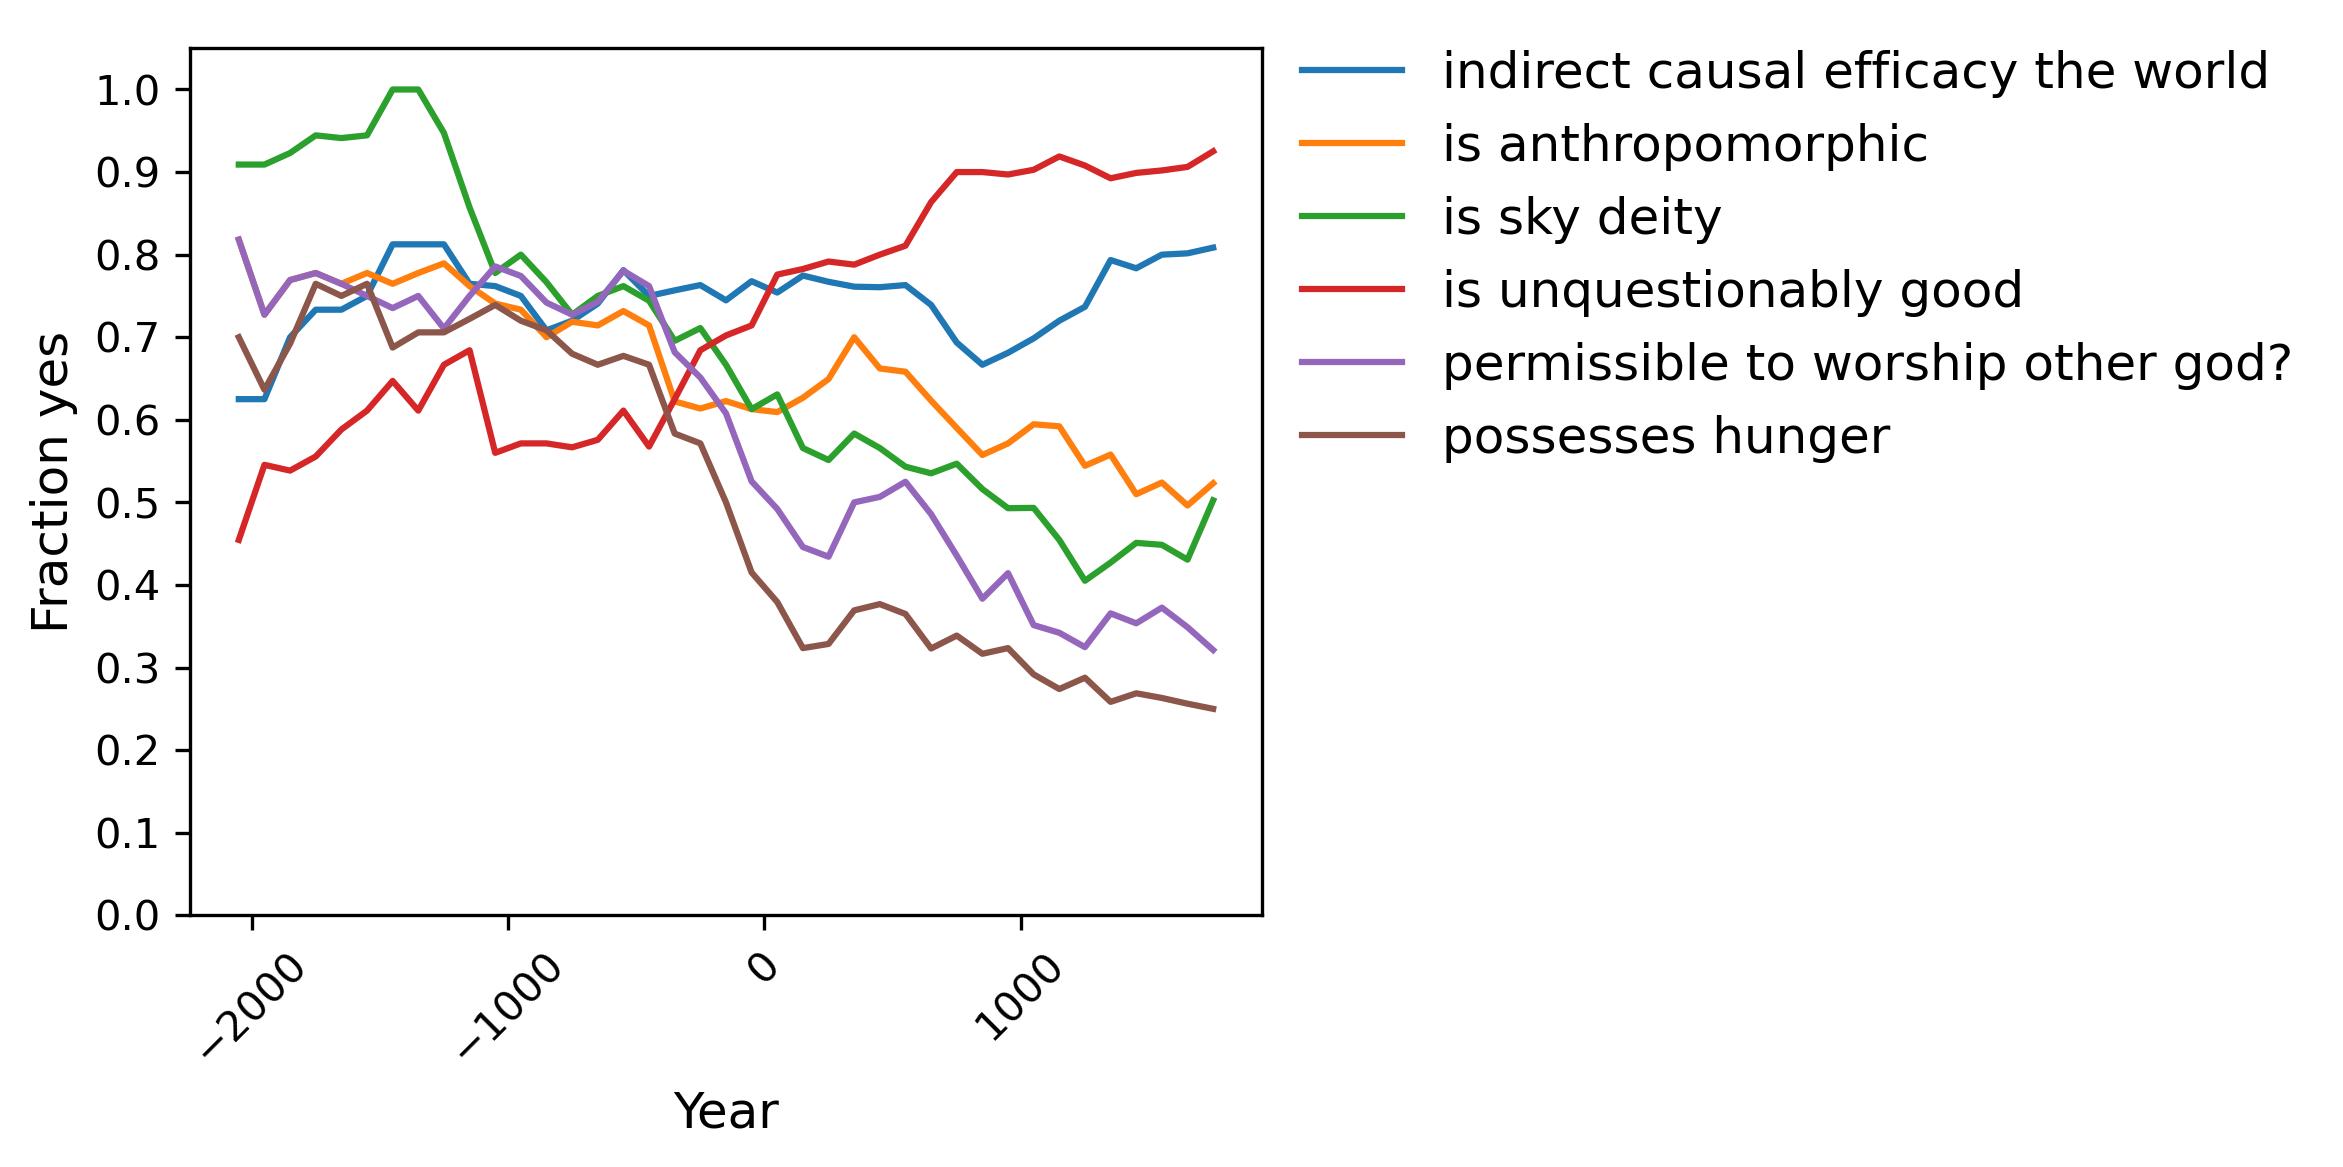 1.0
0.9
0.8
0.7
0.6
0.5
0.4
0.3
0.2
0.1
0.0
Fraction yes
−2000
−1000
0
1000
Year
indirect causal efficacy the world
is anthropomorphic
is sky deity
is unquestionably good
permissible to worship other god?
possesses hunger